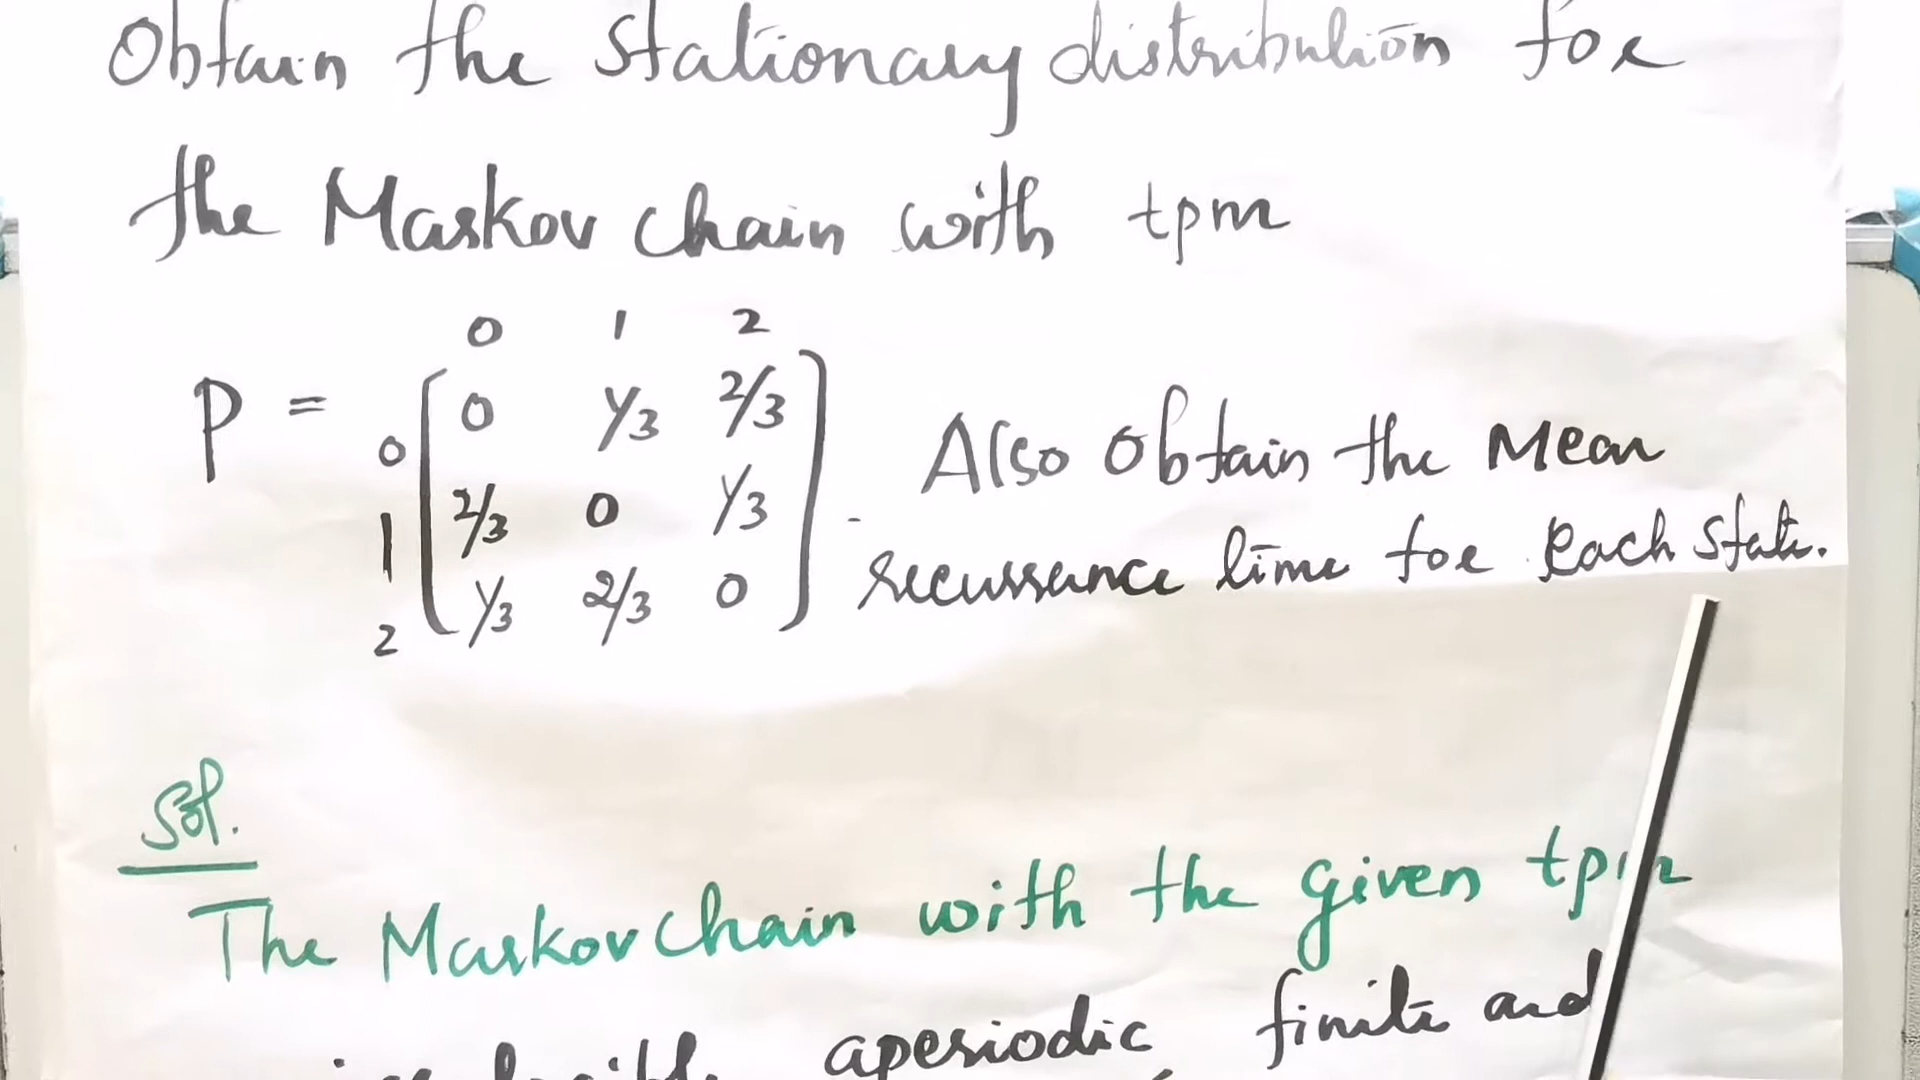 Obtain the stationary distribution for
the Markov chain with tpm
0 1 2
P = 0 [ 0 1/3 2/3 ]
1 [ 2/3 0 1/3 ] .
2 [ 1/3 2/3 0 ]
Also obtain the Mean
recurrance time for Each state.
Sol.
The Markov chain with the given tpm
aperiodic finite and